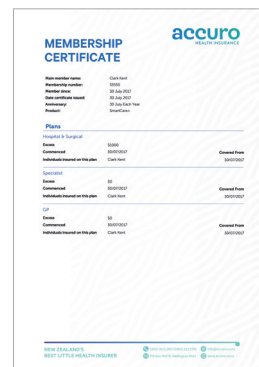 accuro
HEALTH INSURANCE
MEMBERSHIP
CERTIFICATE
Main member name: Clark Kent
Membership number: 55555
Member since: 30 July 2017
Date certificate issued: 30 July 2017
Anniversary: 30 July Each Year
Product: SmartCare+
Plans
Hospital & Surgical
Excess $1000
Commenced 30/07/2017 Covered From
Individuals insured on this plan Clark Kent 30/07/2017
Specialist
Excess $0
Commenced 30/07/2017 Covered From
Individuals insured on this plan Clark Kent 30/07/2017
GP
Excess $0
Commenced 30/07/2017 Covered From
Individuals insured on this plan Clark Kent 30/07/2017
NEW ZEALAND'S
BEST LITTLE HEALTH INSURER